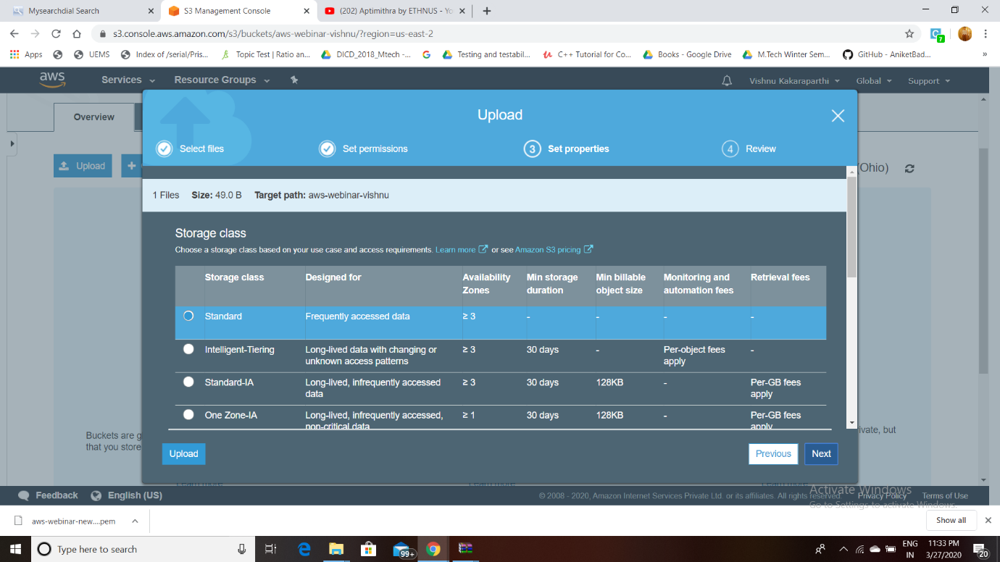 Mysearchdial Search
S3 Management Console
(202) Aptimithra by ETHNUS - Yo
s3.console.aws.amazon.com/s3/buckets/aws-webinar-vishnu/?region=us-east-2
7
Apps
UEMS
Index of /serial/Pris...
Topic Test | Ratio an...
DICD_2018_Mtech -...
Testing and testabil...
C++ Tutorial for Co...
Books - Google Drive
M.Tech Winter Sem...
GitHub - AniketBad...
»
aws
Services
Resource Groups
Vishnu Kakaraparthi
Global
Support
Overview
Upload
Select files
Set permissions
3 Set properties
4 Review
Upload
(Ohio)
1 Files Size: 49.0 B Target path: aws-webinar-vishnu
Storage class
Choose a storage class based on your use case and access requirements. Learn more or see Amazon S3 pricing
Storage class
Designed for
Availability
Zones
Min storage
duration
Min billable
object size
Monitoring and
automation fees
Retrieval fees
Standard
Frequently accessed data
≥ 3
-
-
-
-
Intelligent-Tiering
Long-lived data with changing or
unknown access patterns
≥ 3
30 days
-
Per-object fees
apply
-
Standard-IA
Long-lived, infrequently accessed
data
≥ 3
30 days
128KB
-
Per-GB fees
apply
One Zone-IA
Long-lived, infrequently accessed,
non-critical data
≥ 1
30 days
128KB
-
Per-GB fees
apply
Buckets are g
that you store
ivate, but
Upload
Previous
Next
Learn more
Learn more
Learn more
Feedback
English (US)
© 2008 - 2020, Amazon Internet Services Private Ltd. or its affiliates. All rights reserved.
Privacy Policy
Terms of Use
Activate Windows
Go to Settings to activate Windows.
aws-webinar-new....pem
Show all
Type here to search
99+
ENG
IN
11:33 PM
3/27/2020
20